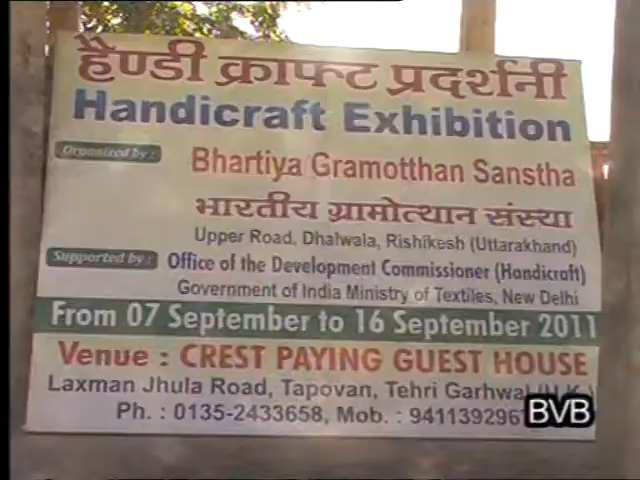 हैण्डी क्राफ्ट प्रदर्शनी
Handicraft Exhibition
Organized by :
Bhartiya Gramotthan Sanstha
भारतीय ग्रामोत्थान संस्था
Upper Road, Dhalwala, Rishikesh (Uttarakhand)
Supported by :
Office of the Development Commissioner (Handicraft)
Government of India Ministry of Textiles, New Delhi
From 07 September to 16 September 2011
Venue : CREST PAYING GUEST HOUSE
Laxman Jhula Road, Tapovan, Tehri Garhwal
Ph. : 0135-2433658, Mob. :
BVB